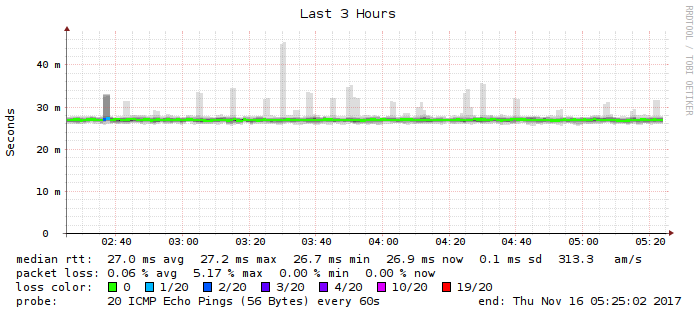 Last 3 Hours
RRDTOOL / TOBI OETIKER
Seconds
40 m
30 m
20 m
10 m
0
02:40 03:00 03:20 03:40 04:00 04:20 04:40 05:00 05:20
median rtt: 27.0 ms avg 27.2 ms max 26.7 ms min 26.9 ms now 0.1 ms sd 313.3 am/s
packet loss: 0.06 % avg 5.17 % max 0.00 % min 0.00 % now
loss color: 0 1/20 2/20 3/20 4/20 10/20 19/20
probe: 20 ICMP Echo Pings (56 Bytes) every 60s end: Thu Nov 16 05:25:02 2017